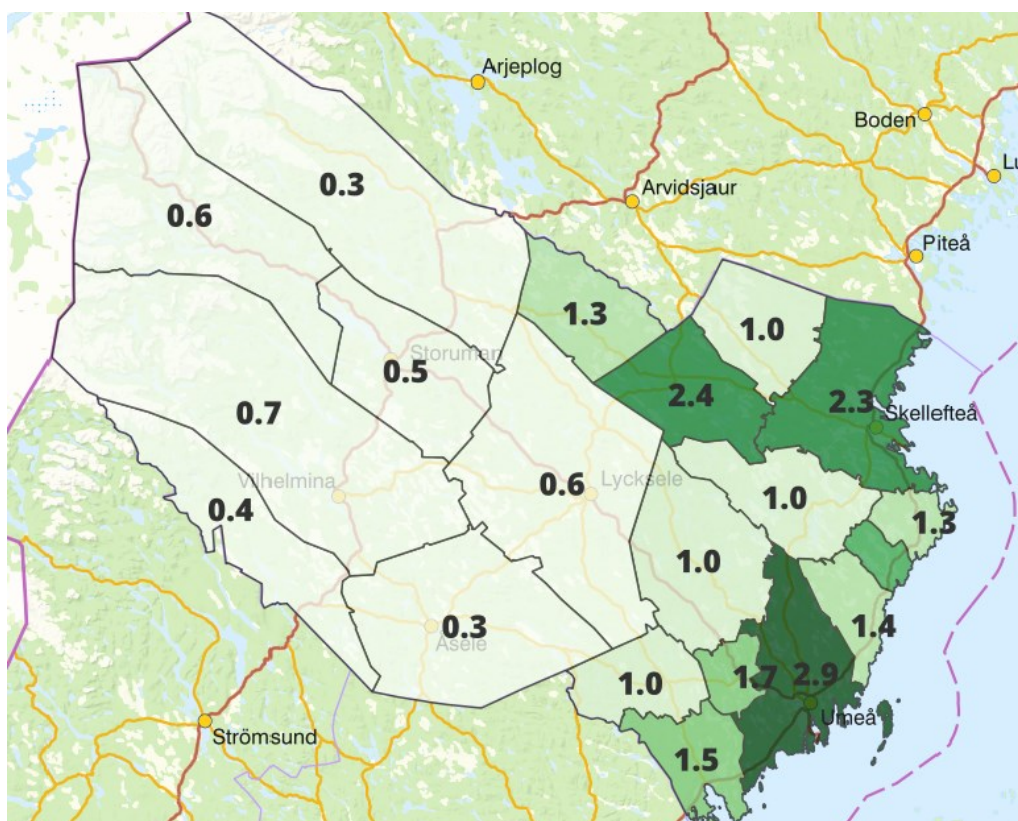 Arjeplog
Boden
Lu
0.3
Arvidsjaur
0.6
Piteå
1.3
1.0
Storuman
0.5
2.4
2.3
Skellefteå
0.7
Vilhelmina
0.6
Lycksele
1.0
0.4
1.3
1.0
0.3
Åsele
1.4
1.0
1.7
2.9
Umeå
Strömsund
1.5